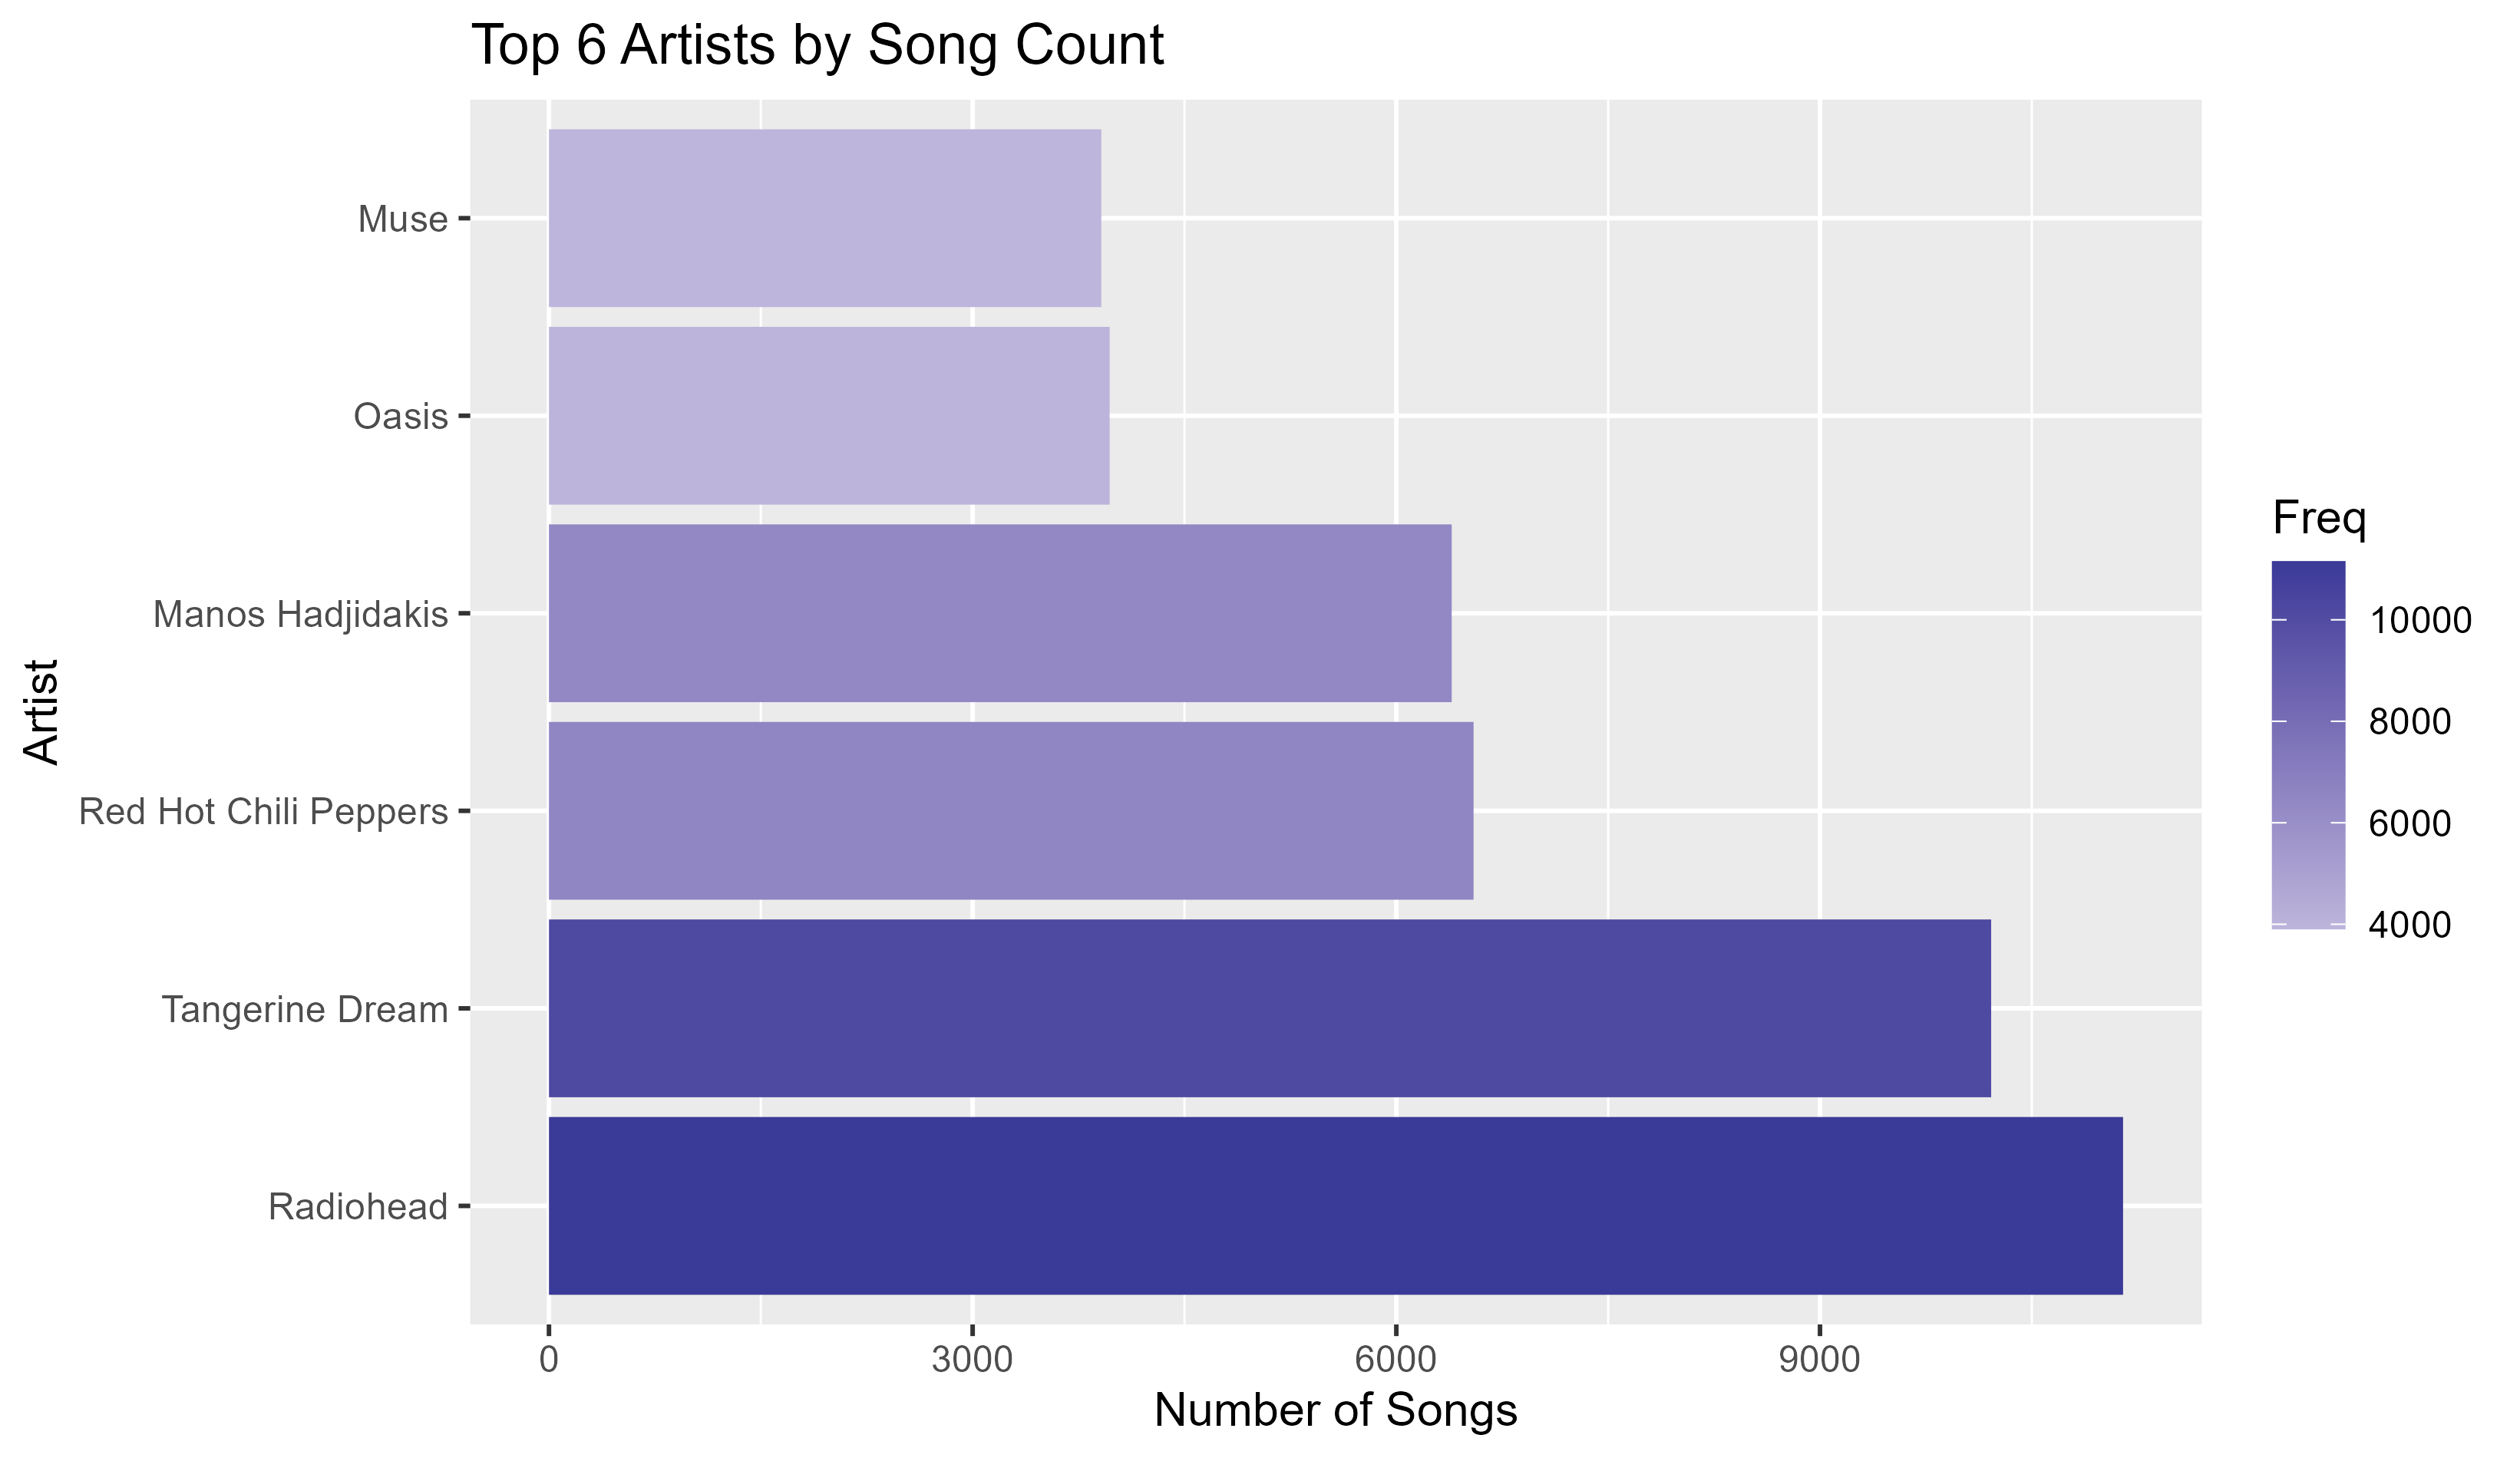 Top 6 Artists by Song Count
Artist
Muse
Oasis
Manos Hadjidakis
Red Hot Chili Peppers
Tangerine Dream
Radiohead
0 3000 6000 9000
Number of Songs
Freq
10000
8000
6000
4000